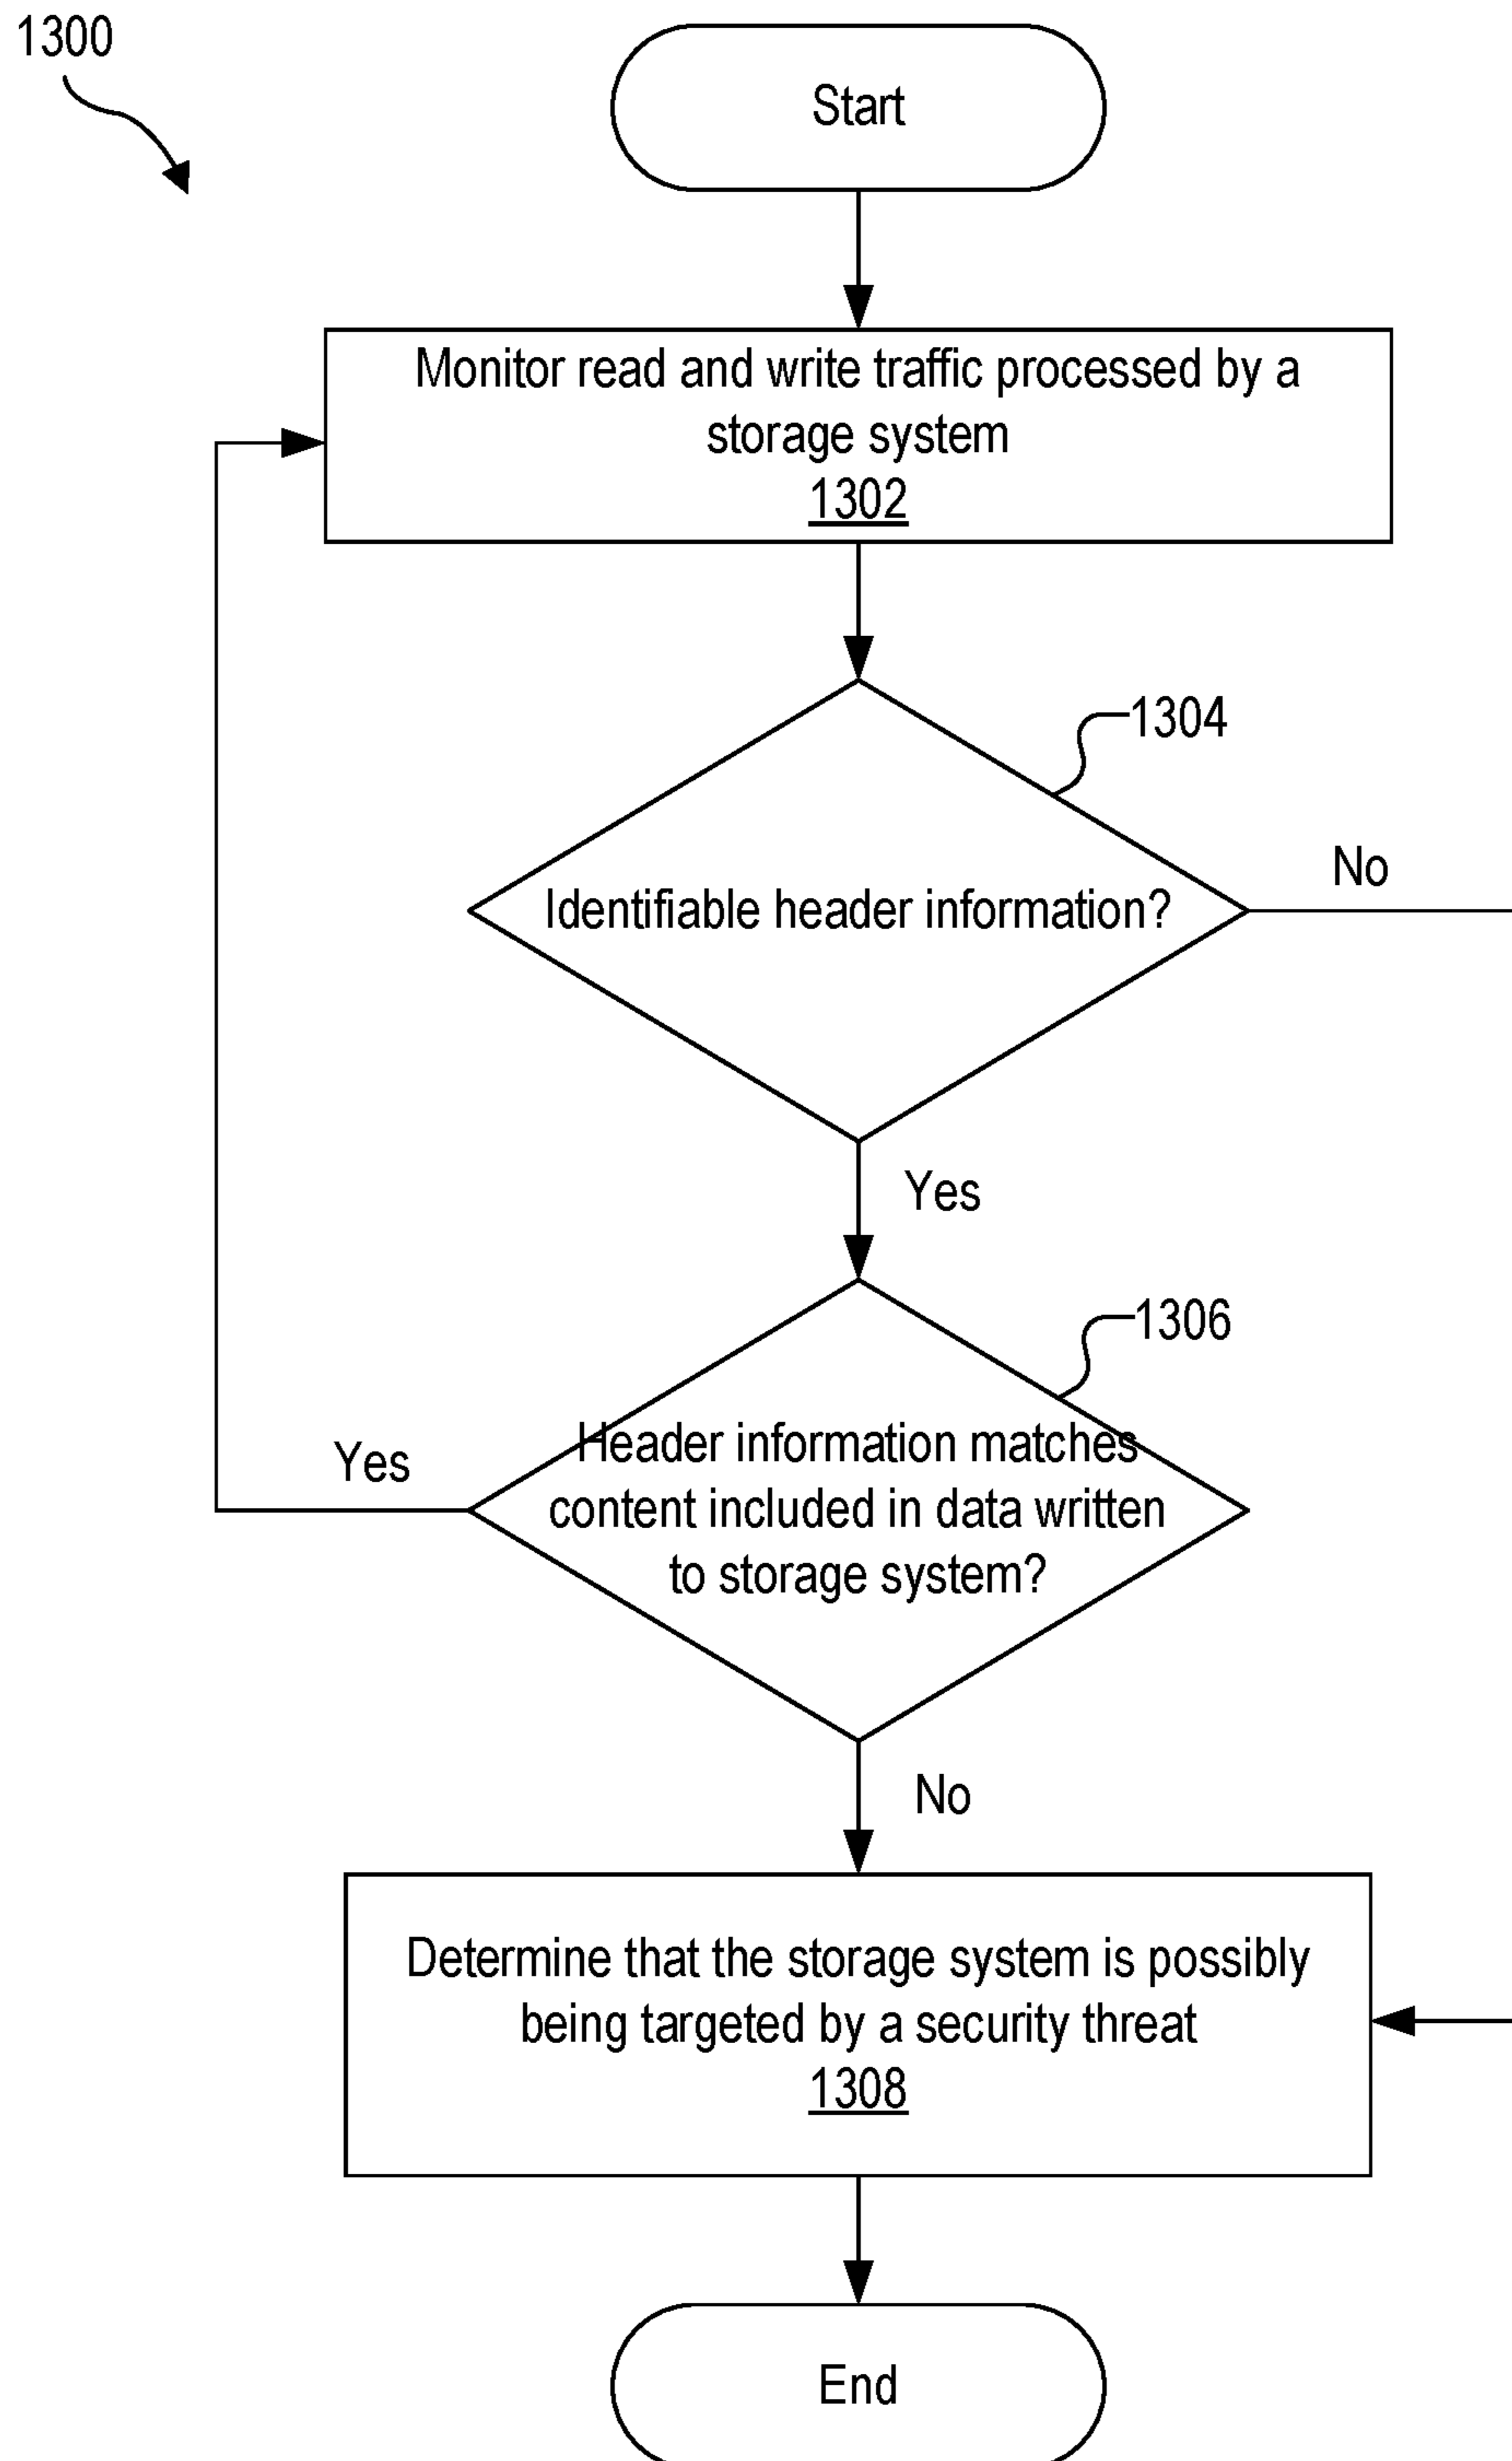 1300
Start
Monitor read and write traffic processed by a
storage system
1302
1304
Identifiable header information?
No
Yes
1306
Header information matches
content included in data written
to storage system?
Yes
No
Determine that the storage system is possibly
being targeted by a security threat
1308
End